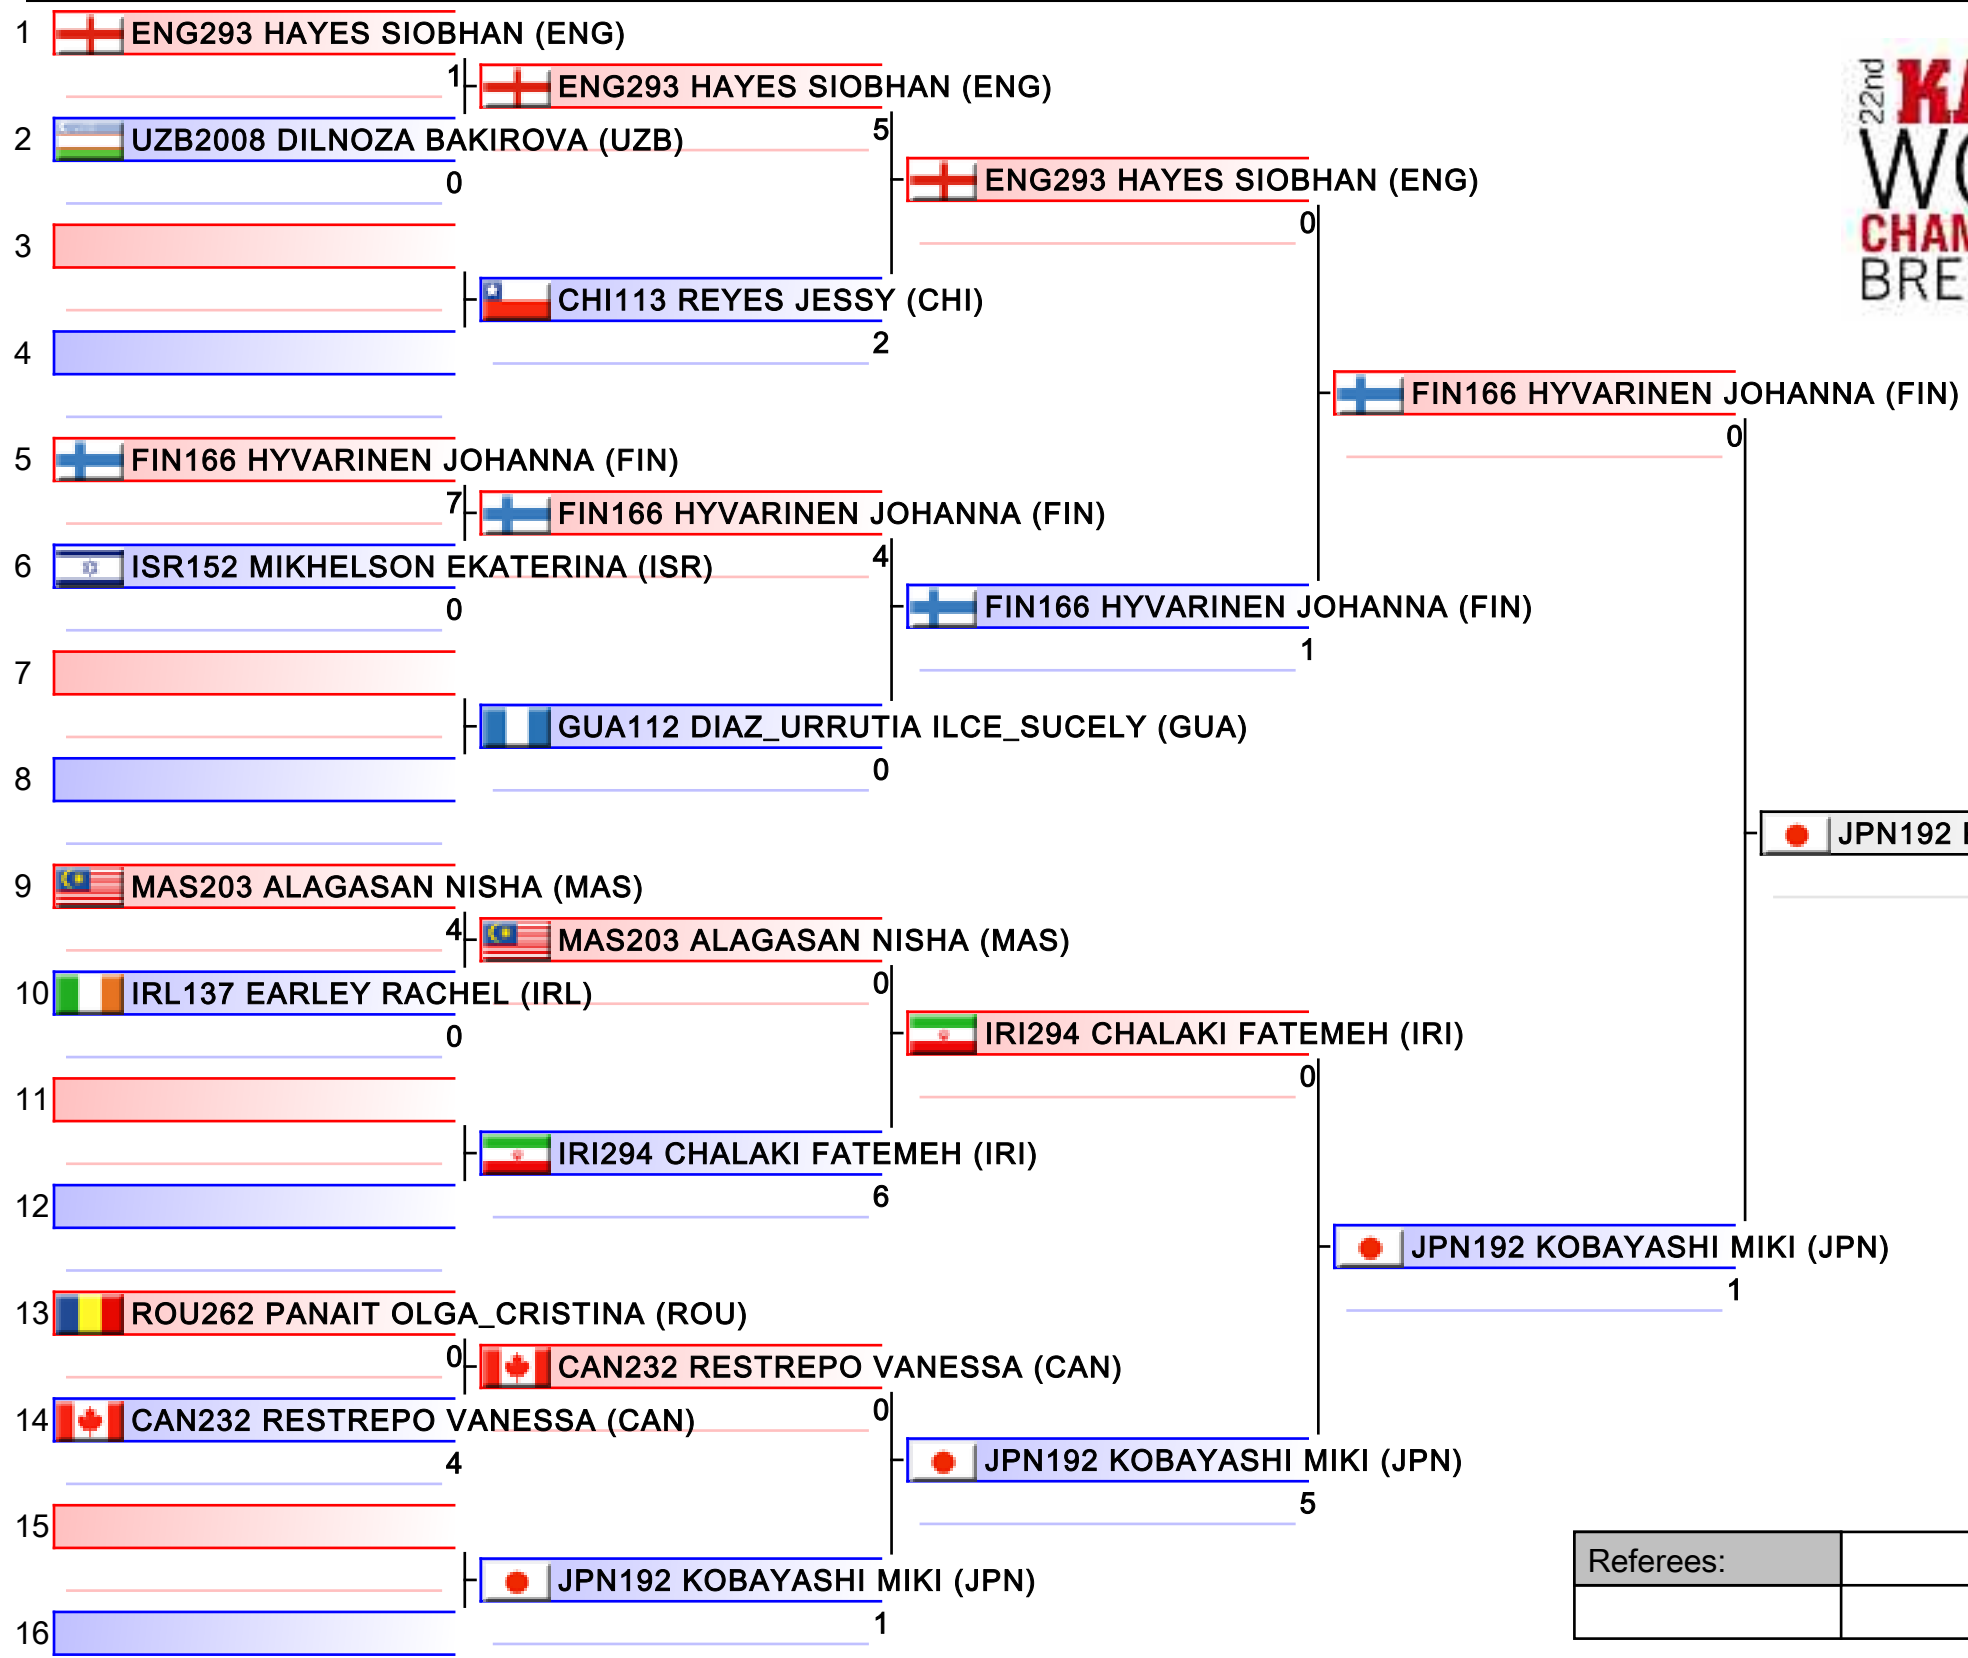 1 ENG293 HAYES SIOBHAN (ENG)
1
ENG293 HAYES SIOBHAN (ENG)
2 UZB2008 DILNOZA BAKIROVA (UZB)
0
5
ENG293 HAYES SIOBHAN (ENG)
0
3
CHI113 REYES JESSY (CHI)
2
4
FIN166 HYVARINEN JOHANNA (FIN)
0
5 FIN166 HYVARINEN JOHANNA (FIN)
7
FIN166 HYVARINEN JOHANNA (FIN)
4
6 ISR152 MIKHELSON EKATERINA (ISR)
0
FIN166 HYVARINEN JOHANNA (FIN)
1
7
GUA112 DIAZ_URRUTIA ILCE_SUCELY (GUA)
0
8
JPN192
9 MAS203 ALAGASAN NISHA (MAS)
4
MAS203 ALAGASAN NISHA (MAS)
0
10 IRL137 EARLEY RACHEL (IRL)
0
IRI294 CHALAKI FATEMEH (IRI)
0
11
IRI294 CHALAKI FATEMEH (IRI)
6
12
JPN192 KOBAYASHI MIKI (JPN)
1
13 ROU262 PANAIT OLGA_CRISTINA (ROU)
0
CAN232 RESTREPO VANESSA (CAN)
0
14 CAN232 RESTREPO VANESSA (CAN)
4
JPN192 KOBAYASHI MIKI (JPN)
5
15
JPN192 KOBAYASHI MIKI (JPN)
1
16
22nd
Referees: